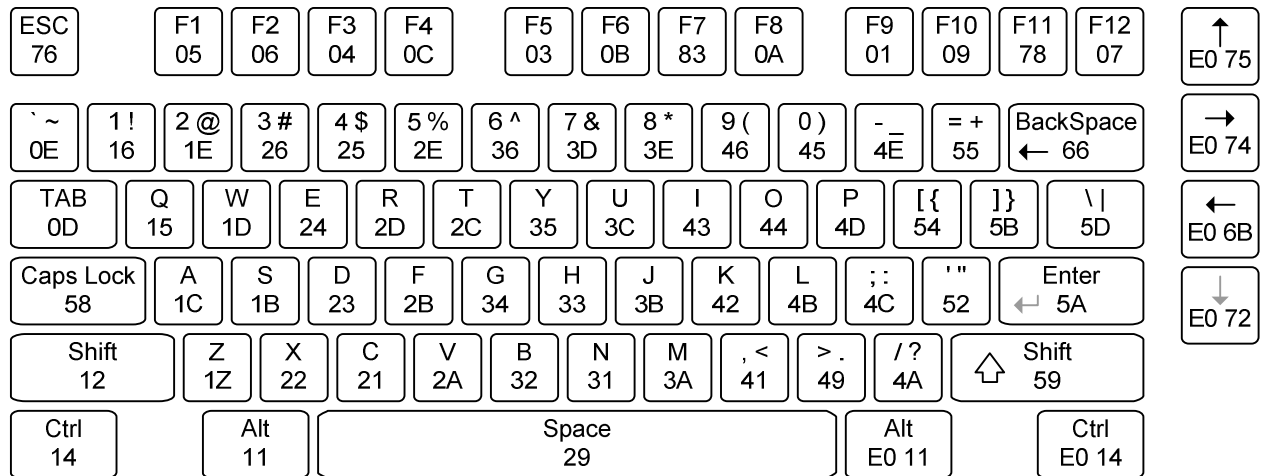 ESC F1 F2 F3 F4 F5 F6 F7 F8 F9 F10 F11 F12 ↑
76 05 06 04 0C 03 0B 83 0A 01 09 78 07 E0 75
` ~ 1 ! 2 @ 3 # 4 $ 5 % 6 ^ 7 & 8 * 9 ( 0 ) - _ = + BackSpace →
0E 16 1E 26 25 2E 36 3D 3E 46 45 4E 55 ← 66 E0 74
TAB Q W E R T Y U I O P [ { ] } \ | ←
0D 15 1D 24 2D 2C 35 3C 43 44 4D 54 5B 5D E0 6B
Caps Lock A S D F G H J K L ; : ' " Enter ↓
58 1C 1B 23 2B 34 33 3B 42 4B 4C 52 ↵ 5A E0 72
Shift Z X C V B N M , < > . / ? ⇧ Shift
12 1Z 22 21 2A 32 31 3A 41 49 4A 59
Ctrl Alt Space Alt Ctrl
14 11 29 E0 11 E0 14